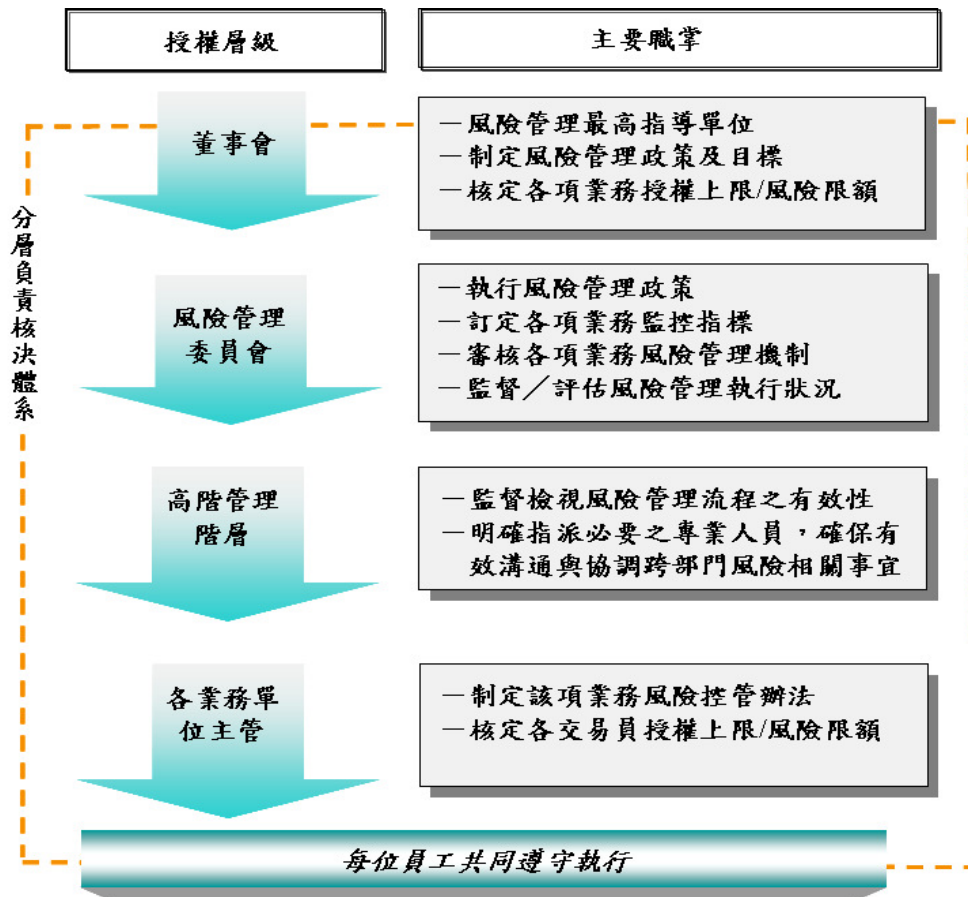 授權層級
主要職掌
董事會
－風險管理最高指導單位
－制定風險管理政策及目標
－核定各項業務授權上限/風險限額
分層負責核決體系
風險管理
委員會
－執行風險管理政策
－訂定各項業務監控指標
－審核各項業務風險管理機制
－監督／評估風險管理執行狀況
高階管理
階層
－監督檢視風險管理流程之有效性
－明確指派必要之專業人員，確保有
效溝通與協調跨部門風險相關事宜
各業務單
位主管
－制定該項業務風險控管辦法
－核定各交易員授權上限/風險限額
每位員工共同遵守執行